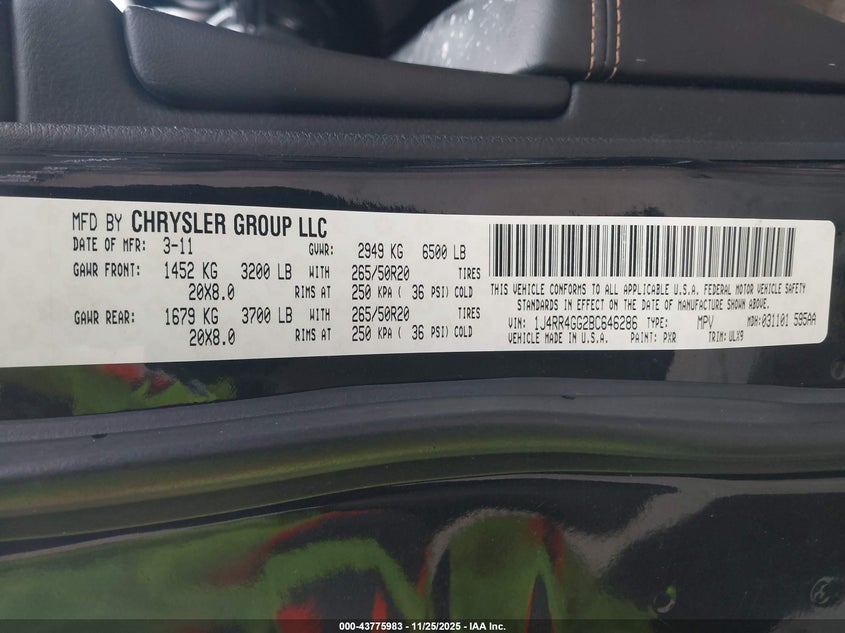 MFD BY CHRYSLER GROUP LLC
DATE OF MFR: 3-11 GVWR: 2949 KG 6500 LB
GAWR FRONT: 1452 KG 3200 LB WITH 265/50R20 TIRES
20X8.0 RIMS AT 250 KPA ( 36 PSI) COLD
GAWR REAR: 1679 KG 3700 LB WITH 265/50R20 TIRES
20X8.0 RIMS AT 250 KPA ( 36 PSI) COLD
THIS VEHICLE CONFORMS TO ALL APPLICABLE U.S.A. FEDERAL MOTOR VEHICLE SAFETY
STANDARDS IN EFFECT ON THE DATE OF MANUFACTURE SHOWN ABOVE.
VIN: 1J4RR4GG2BC646286 TYPE: MPV MDH: 031101 595AA
VEHICLE MADE IN U.S.A. PAINT: PXR TRIM: ULX9
000-43775983 - 11/25/2025 - IAA Inc.